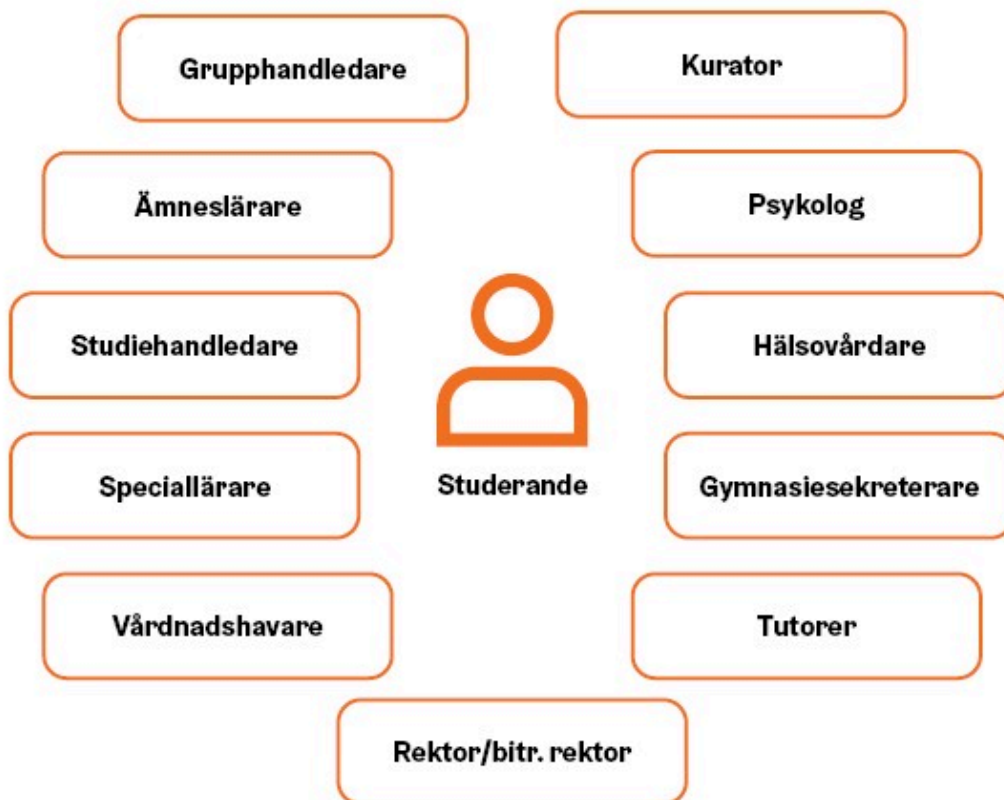 Grupphandledare
Kurator
Ämneslärare
Psykolog
Studiehandledare
Hälsovårdare
Speciallärare
Studerande
Gymnasiesekreterare
Vårdnadshavare
Tutorer
Rektor/bitr. rektor